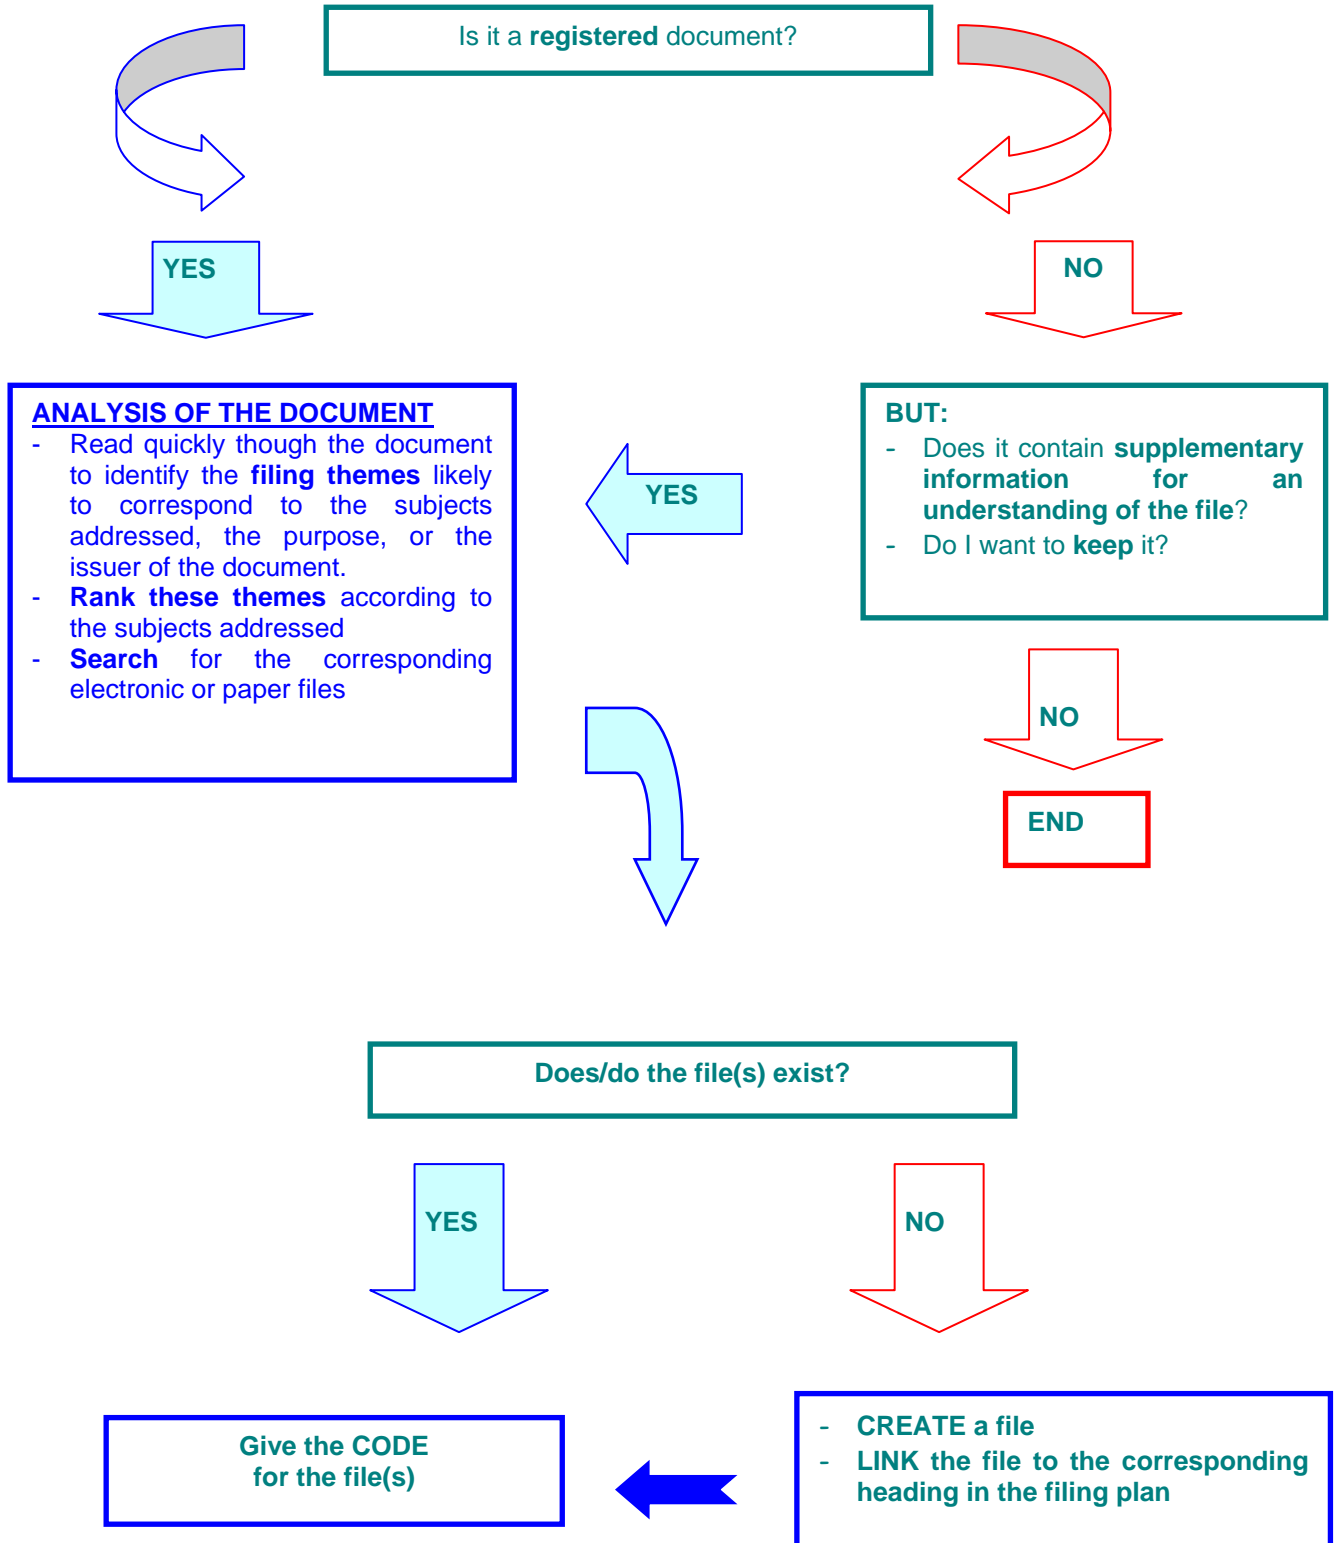 Is it a registered document?
YES
NO
ANALYSIS OF THE DOCUMENT
- Read quickly though the document
to identify the filing themes likely
to correspond to the subjects
addressed, the purpose, or the
issuer of the document.
- Rank these themes according to
the subjects addressed
- Search for the corresponding
electronic or paper files
YES
BUT:
- Does it contain supplementary
information for an
understanding of the file?
- Do I want to keep it?
NO
END
Does/do the file(s) exist?
YES
NO
Give the CODE
for the file(s)
- CREATE a file
- LINK the file to the corresponding
heading in the filing plan